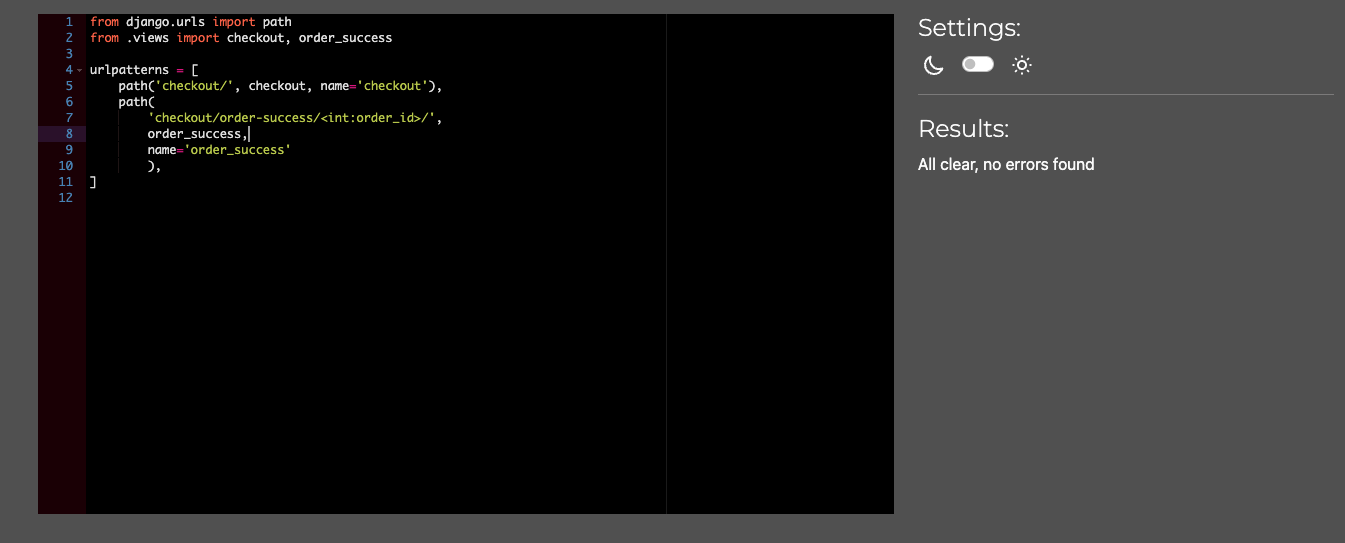 1 from django.urls import path
2 from .views import checkout, order_success
3
4 urlpatterns = [
5     path('checkout/', checkout, name='checkout'),
6     path(
7         'checkout/order-success/<int:order_id>/',
8         order_success,
9         name='order_success'
10         ),
11 ]
12
Settings:
Results:
All clear, no errors found